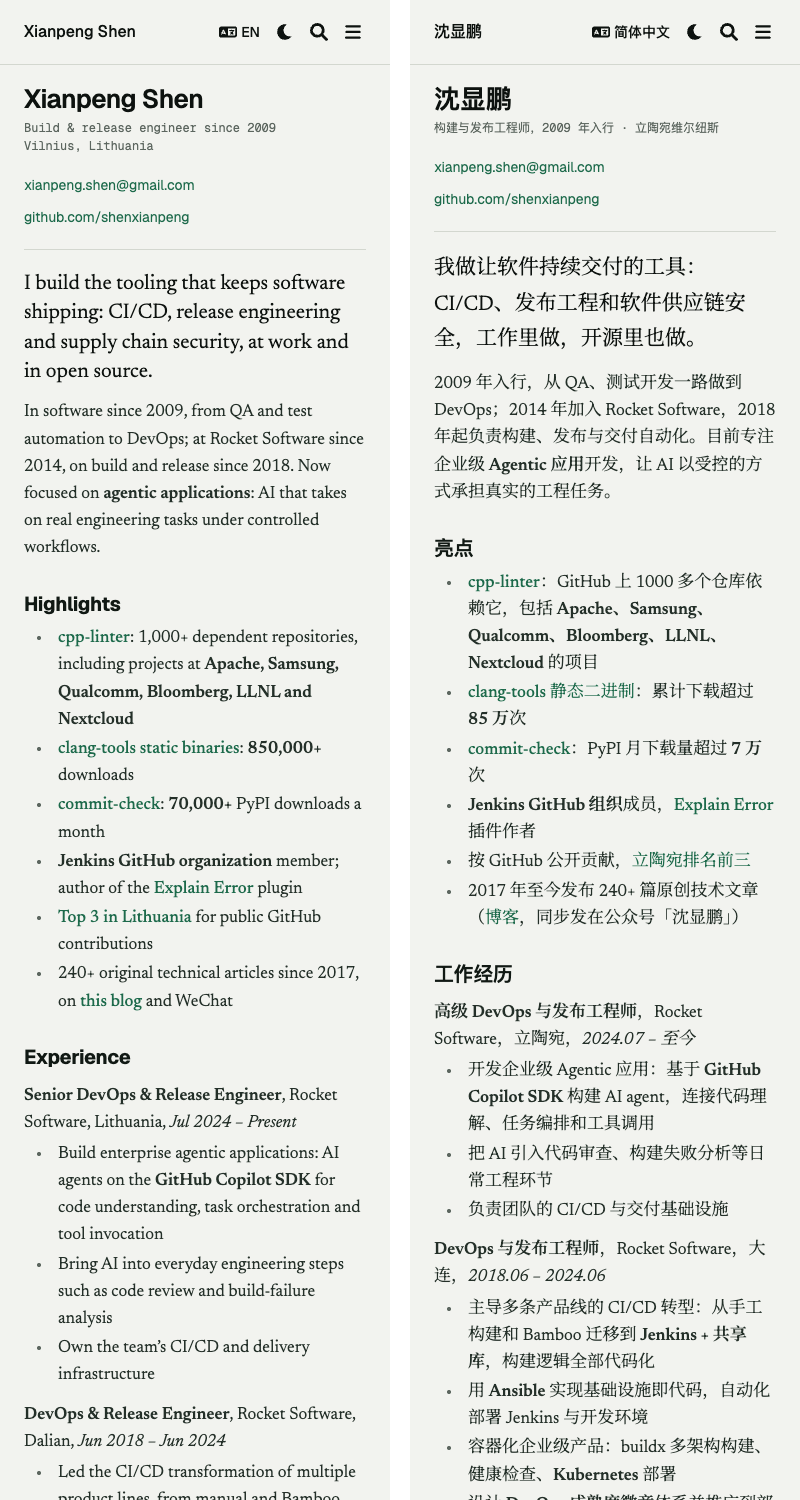 Xianpeng Shen
EN
Xianpeng Shen
Build & release engineer since 2009
Vilnius, Lithuania
xianpeng.shen@gmail.com
github.com/shenxianpeng
I build the tooling that keeps software
shipping: CI/CD, release engineering
and supply chain security, at work and
in open source.
In software since 2009, from QA and test
automation to DevOps; at Rocket Software since
2014, on build and release since 2018. Now
focused on agentic applications: AI that takes
on real engineering tasks under controlled
workflows.
Highlights
• cpp-linter: 1,000+ dependent repositories,
including projects at Apache, Samsung,
Qualcomm, Bloomberg, LLNL and
Nextcloud
• clang-tools static binaries: 850,000+
downloads
• commit-check: 70,000+ PyPI downloads a
month
• Jenkins GitHub organization member;
author of the Explain Error plugin
• Top 3 in Lithuania for public GitHub
contributions
• 240+ original technical articles since 2017,
on this blog and WeChat
Experience
Senior DevOps & Release Engineer, Rocket
Software, Lithuania, Jul 2024 – Present
• Build enterprise agentic applications: AI
agents on the GitHub Copilot SDK for
code understanding, task orchestration and
tool invocation
• Bring AI into everyday engineering steps
such as code review and build-failure
analysis
• Own the team's CI/CD and delivery
infrastructure
DevOps & Release Engineer, Rocket Software,
Dalian, Jun 2018 – Jun 2024
• Led the CI/CD transformation of multiple
product lines, from manual and Bamboo
沈显鹏
简体中文
沈显鹏
构建与发布工程师，2009 年入行 · 立陶宛维尔纽斯
xianpeng.shen@gmail.com
github.com/shenxianpeng
我做让软件持续交付的工具：
CI/CD、发布工程和软件供应链安
全，工作里做，开源里也做。
2009 年入行，从 QA、测试开发一路做到
DevOps；2014 年加入 Rocket Software，2018
年起负责构建、发布与交付自动化。目前专注
企业级 Agentic 应用开发，让 AI 以受控的方
式承担真实的工程任务。
亮点
• cpp-linter：GitHub 上 1000 多个仓库依
赖它，包括 Apache、Samsung、
Qualcomm、Bloomberg、LLNL、
Nextcloud 的项目
• clang-tools 静态二进制：累计下载超过
85 万次
• commit-check：PyPI 月下载量超过 7 万
次
• Jenkins GitHub 组织成员，Explain Error
插件作者
• 按 GitHub 公开贡献，立陶宛排名前三
• 2017 年至今发布 240+ 篇原创技术文章
（博客，同步发在公众号「沈显鹏」）
工作经历
高级 DevOps 与发布工程师，Rocket
Software，立陶宛，2024.07 – 至今
• 开发企业级 Agentic 应用：基于 GitHub
Copilot SDK 构建 AI agent，连接代码理
解、任务编排和工具调用
• 把 AI 引入代码审查、构建失败分析等日
常工程环节
• 负责团队的 CI/CD 与交付基础设施
DevOps 与发布工程师，Rocket Software，大
连，2018.06 – 2024.06
• 主导多条产品线的 CI/CD 转型：从手工
构建和 Bamboo 迁移到 Jenkins + 共享
库，构建逻辑全部代码化
• 用 Ansible 实现基础设施即代码，自动化
部署 Jenkins 与开发环境
• 容器化企业级产品：buildx 多架构构建、
健康检查、Kubernetes 部署